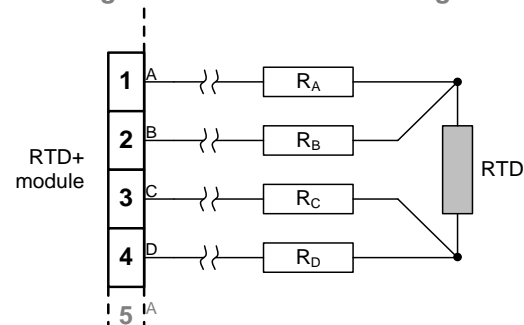 1 A R_A
2 B R_B
RTD+
module
RTD
3 C R_C
4 D R_D
5 A